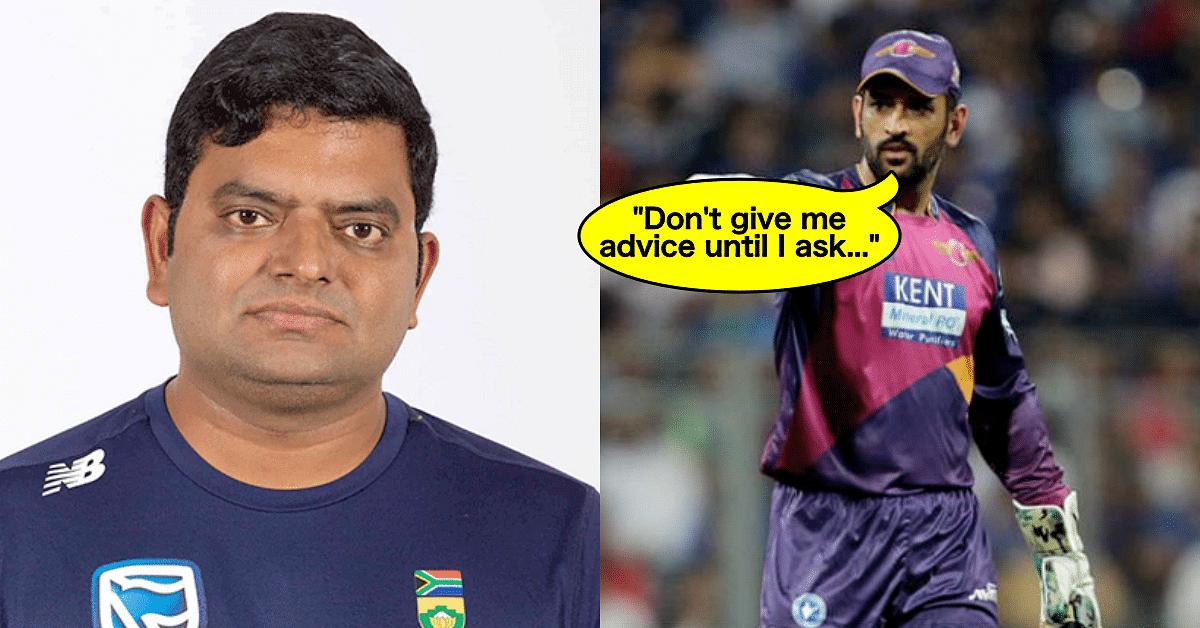 "Don't give me
advice until I ask..."
NB
KENT
Mineral RO
Water Purifiers